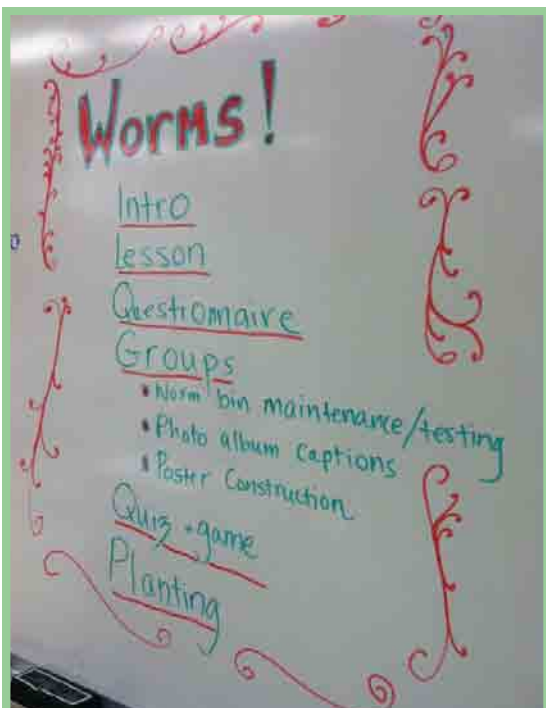 Worms!
Intro
Lesson
Questionnaire
Groups
• Worm bin maintenance/testing
• Photo album captions
• Poster Construction
Quiz + game
Planting